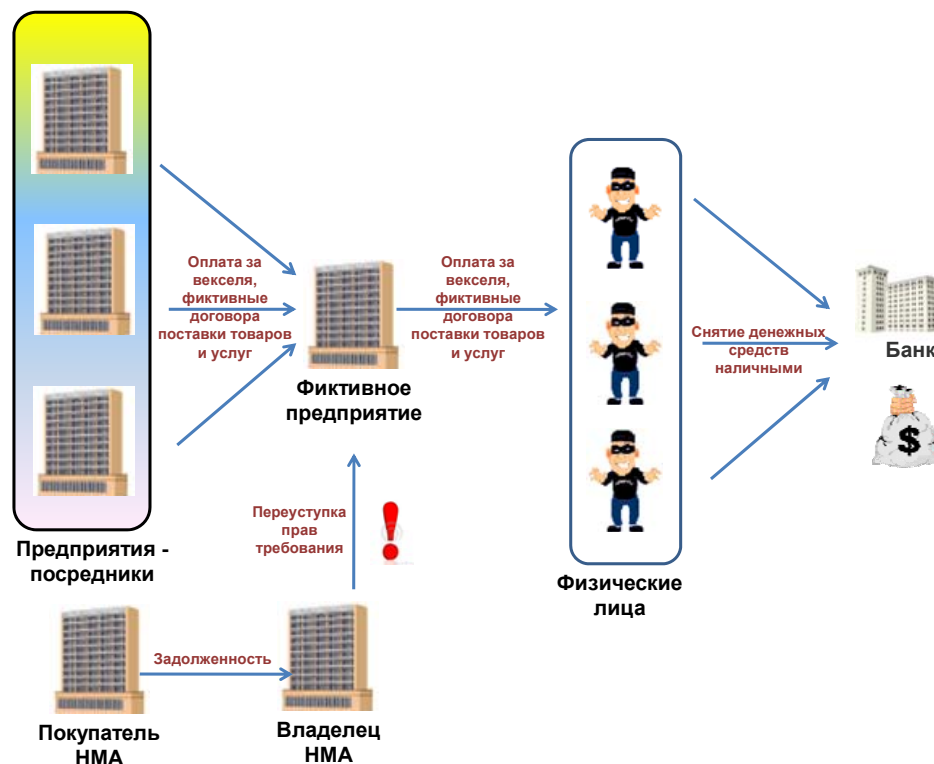 Оплата за
векселя,
фиктивные
договора
поставки товаров
и услуг
Оплата за
векселя,
фиктивные
договора
поставки товаров
и услуг
Снятие денежных
средств
наличными
Банк
$
Фиктивное
предприятие
Переуступка
прав
требования
Предприятия -
посредники
Физические
лица
Задолженность
Покупатель
НМА
Владелец
НМА